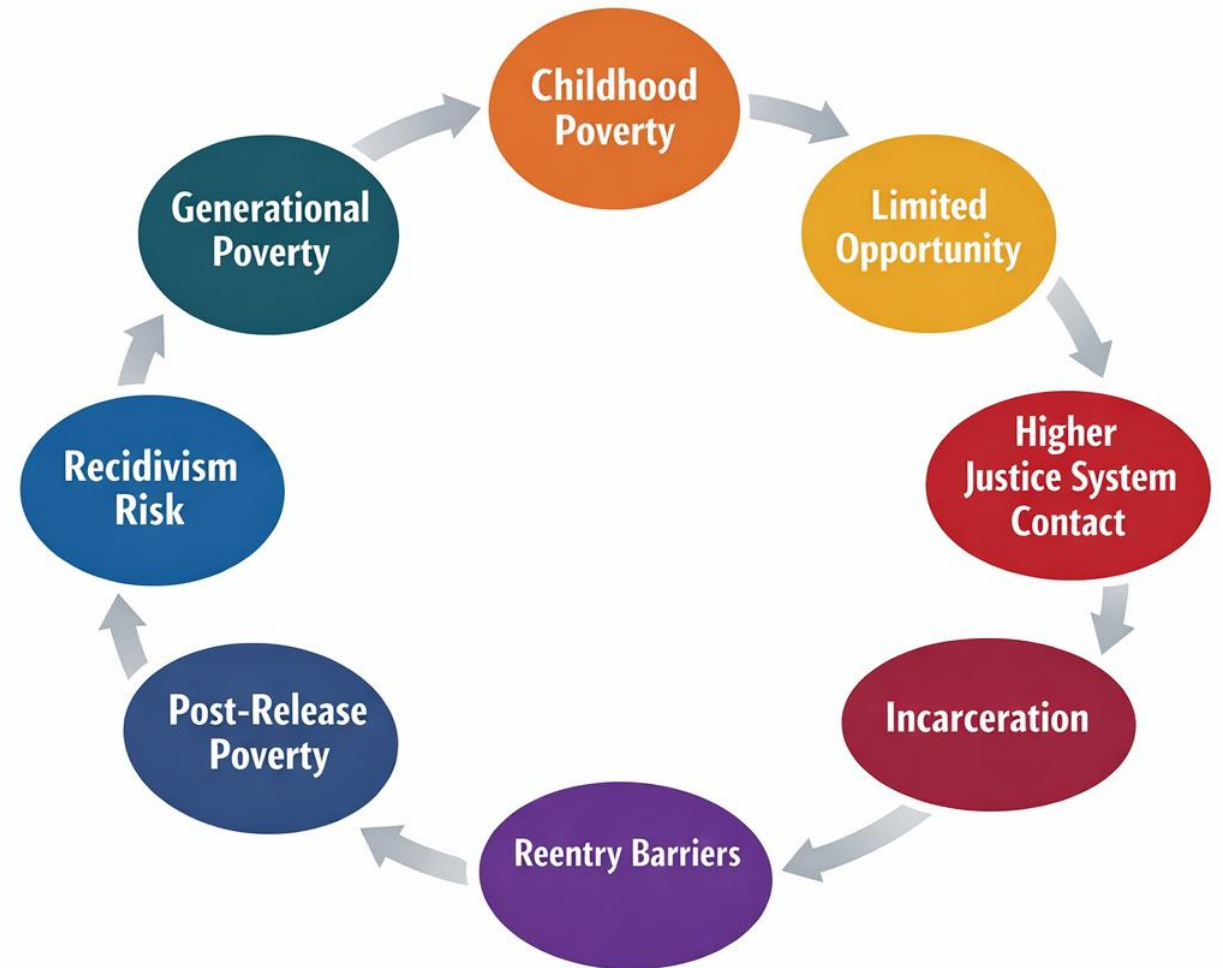 Childhood
Poverty
Limited
Opportunity
Higher
Justice System
Contact
Incarceration
Reentry Barriers
Post-Release
Poverty
Recidivism
Risk
Generational
Poverty